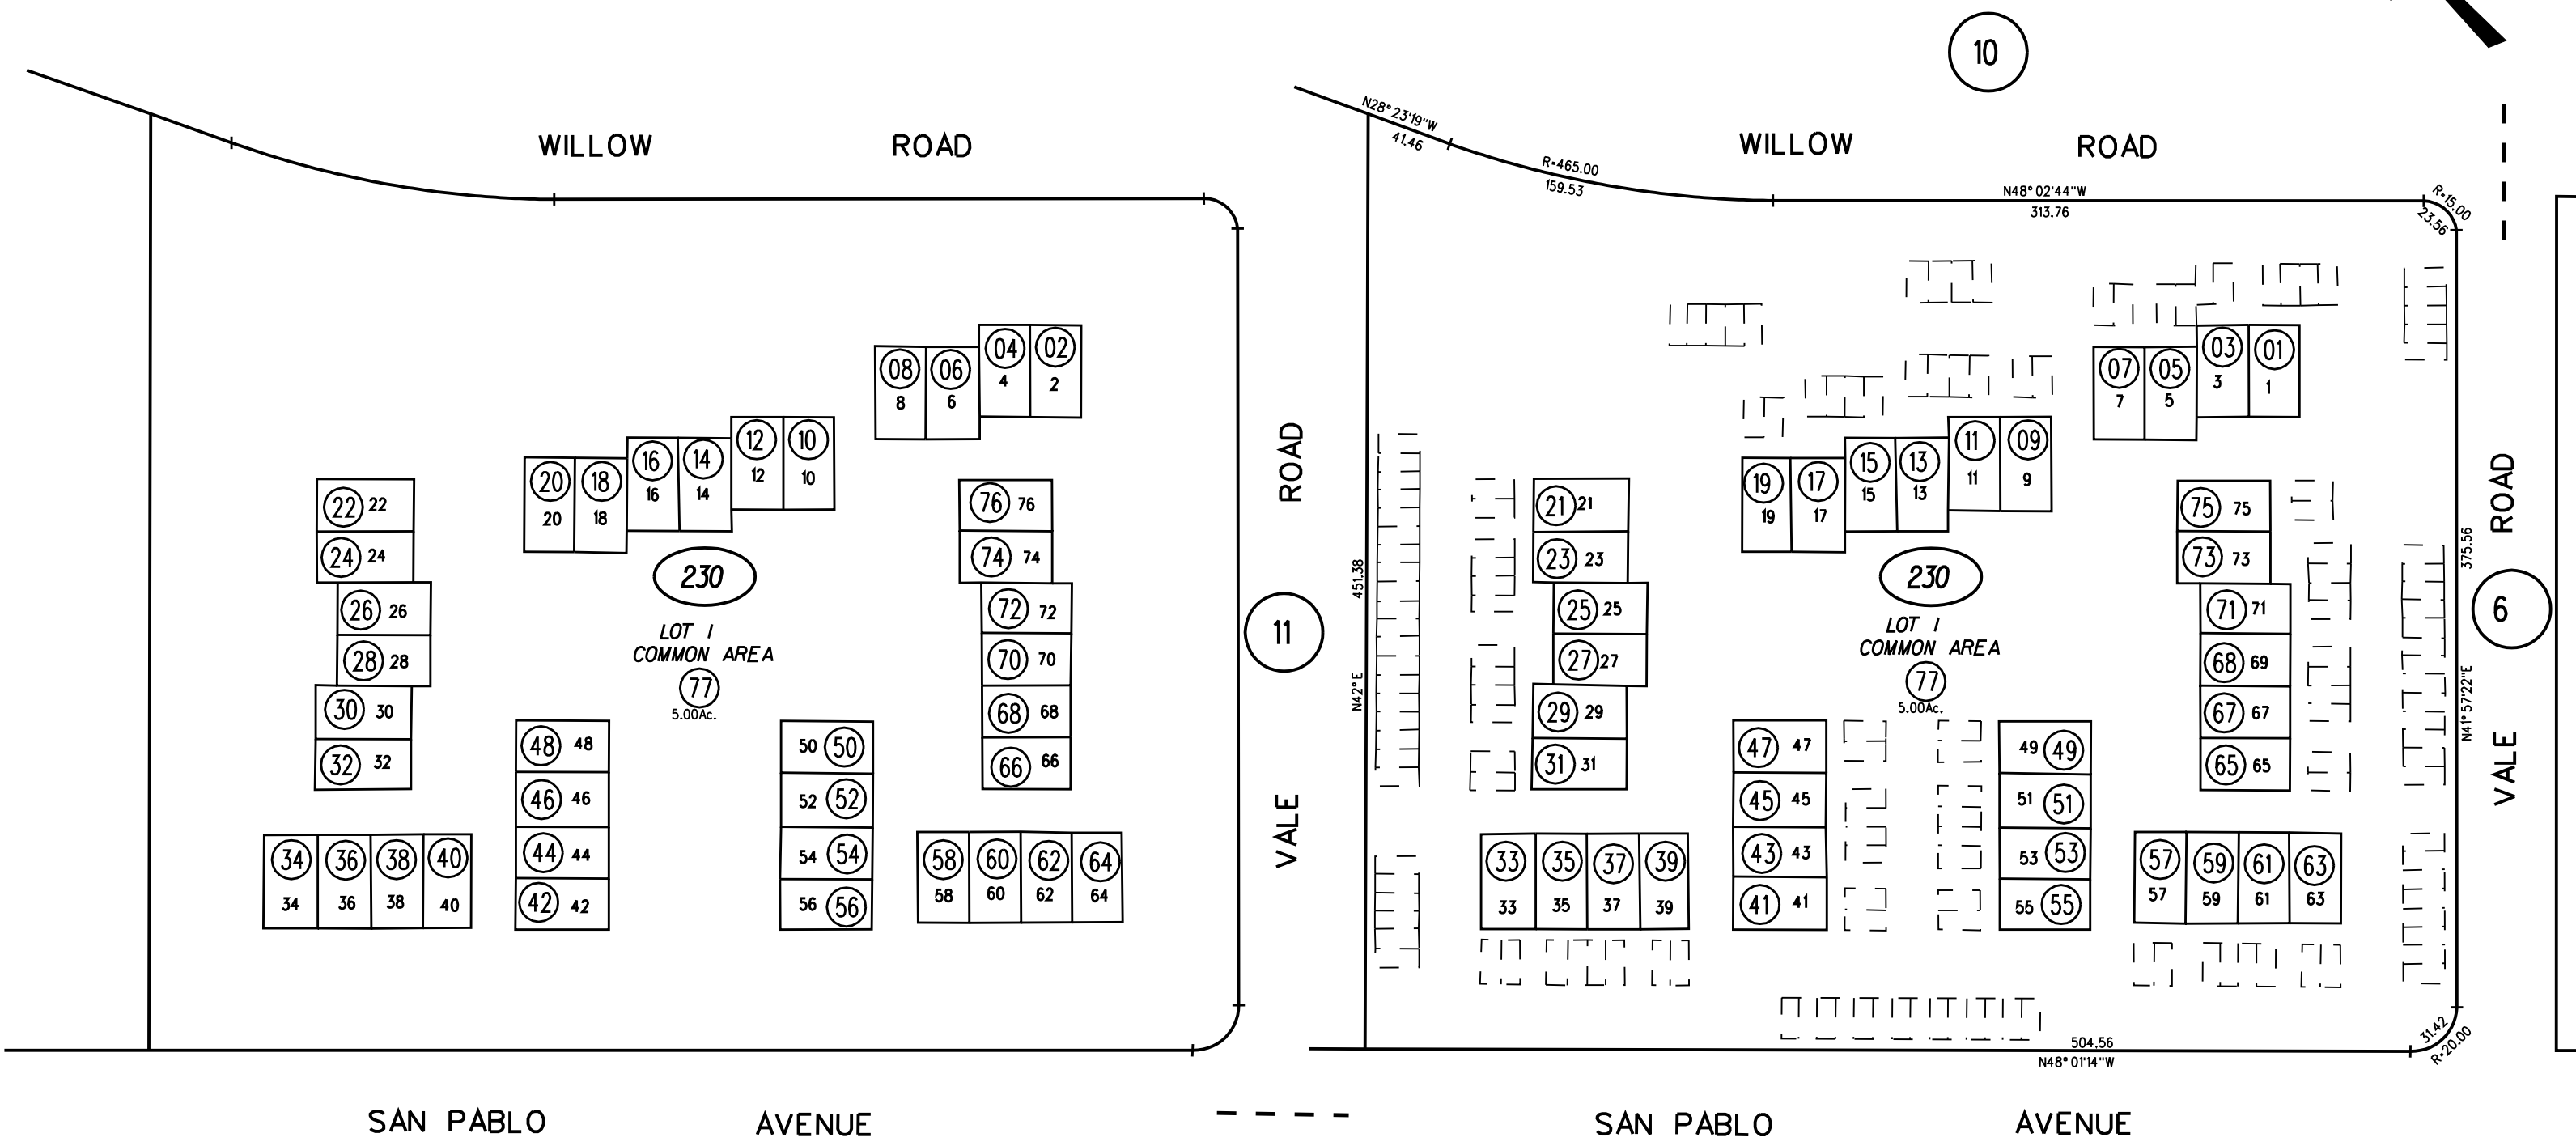 10
WILLOW ROAD
08 06 04 02
8 6 4 2
20 18 16 14 12 10
20 18 16 14 12 10
22 22
24 24
26 26
28 28
30 30
32 32
34 36 38 40
34 36 38 40
48 48
46 46
44 44
42 42
230
LOT 1
COMMON AREA
77
5.00Ac.
50 50
52 52
54 54
56 56
76 76
74 74
72 72
70 70
68 68
66 66
58 60 62 64
58 60 62 64
VALE ROAD
11
SAN PABLO AVENUE
N28° 23'19"W
41.46
R=465.00
159.53
WILLOW ROAD
N48° 02'44"W
313.76
R=15.00
23.56
07 05 03 01
7 5 3 1
19 17 15 13 11 09
19 17 15 13 11 9
N42° E 451.38
21 21
23 23
25 25
27 27
29 29
31 31
33 35 37 39
33 35 37 39
47 47
45 45
43 43
41 41
230
LOT 1
COMMON AREA
77
5.00Ac.
49 49
51 51
53 53
55 55
75 75
73 73
71 71
68 69
67 67
65 65
57 59 61 63
57 59 61 63
N41° 57'22"E 375.56
VALE ROAD
6
31.42
R=20.00
504.56
N48° 01'14"W
SAN PABLO AVENUE